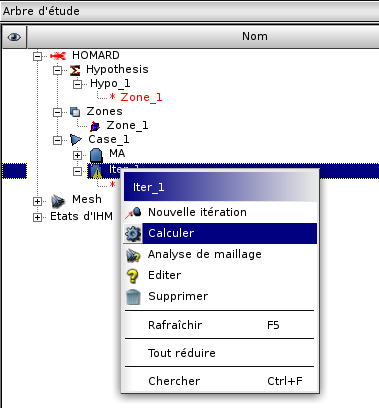 Arbre d'étude
Nom
HOMARD
Hypothesis
Hypo_1
* Zone_1
Zones
Zone_1
Case_1
MA
Iter_1
*
Mesh
Etats d'IHM
Iter_1
Nouvelle itération
Calculer
Analyse de maillage
Editer
Supprimer
Rafraîchir F5
Tout réduire
Chercher Ctrl+F